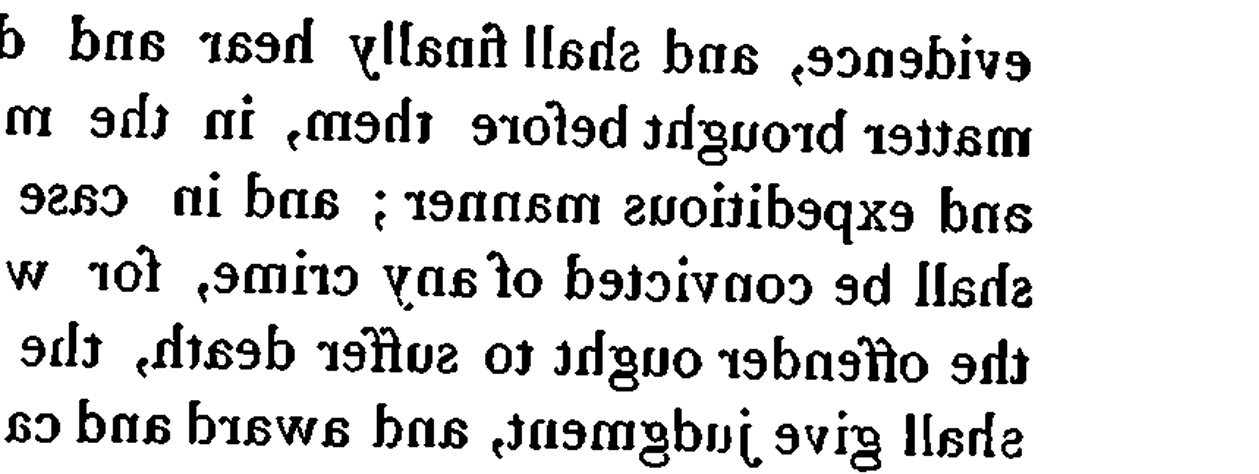 evidence, and shall finally hear and d
matter brought before them, in the m
and expeditious manner; and in case
shall be convicted of any crime, for w
the offender ought to suffer death, the
shall give judgment, and award and ca